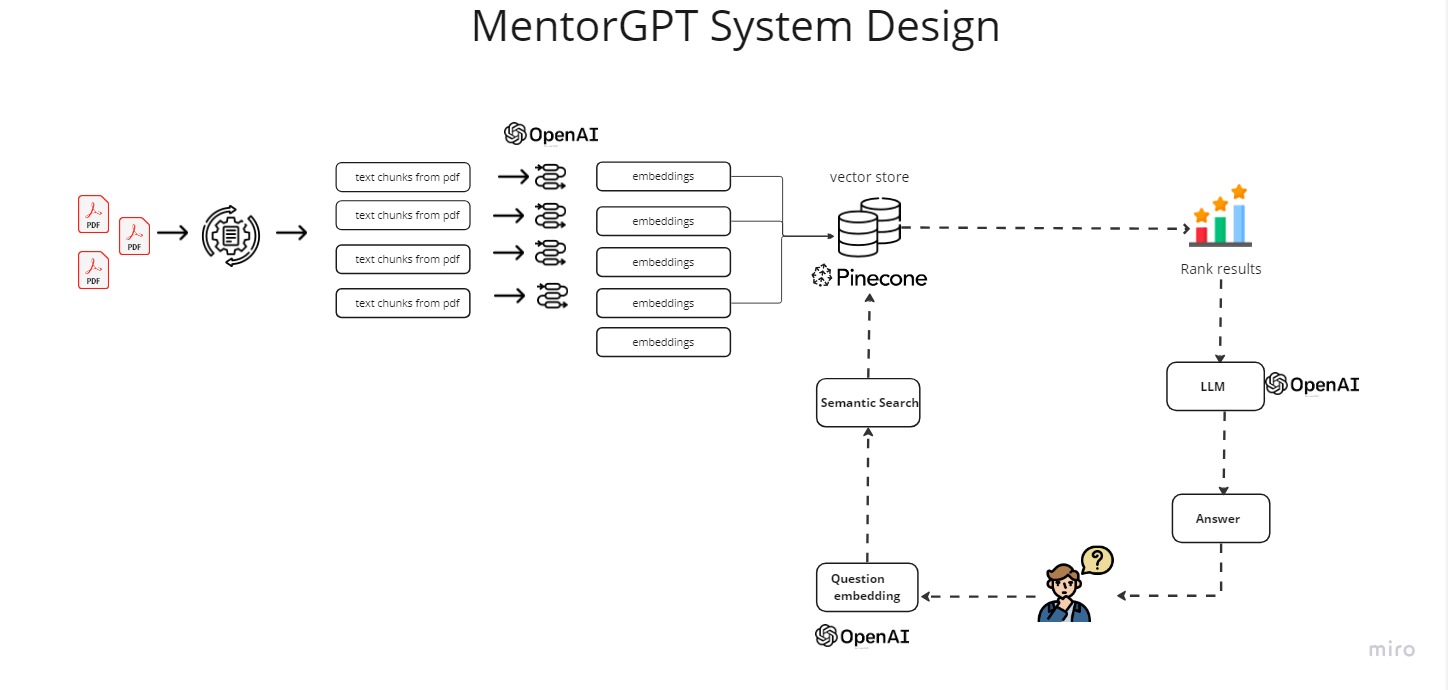 MentorGPT System Design
OpenAI
PDF
PDF
PDF
text chunks from pdf
text chunks from pdf
text chunks from pdf
text chunks from pdf
embeddings
embeddings
embeddings
embeddings
embeddings
vector store
Pinecone
Rank results
Semantic Search
LLM
OpenAI
Answer
?
Question
embedding
OpenAI
miro